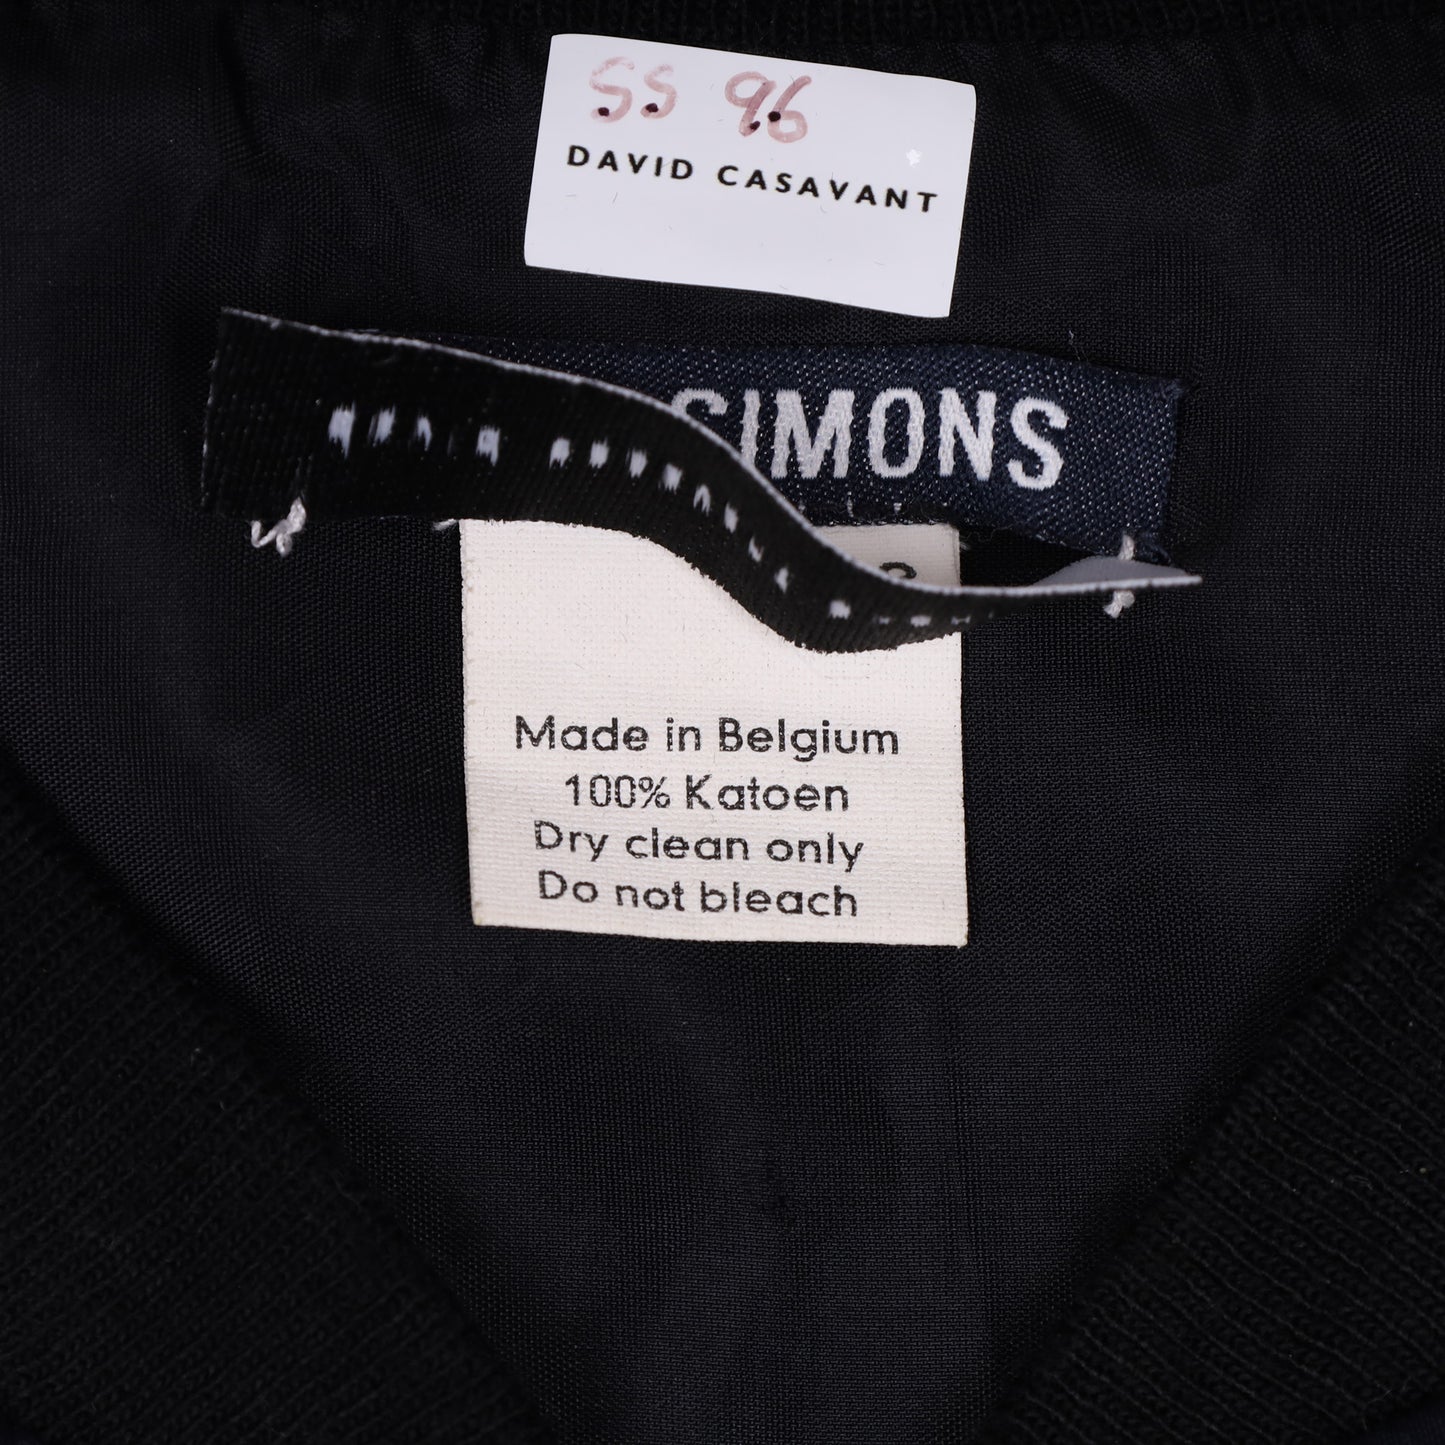 SS 96
DAVID CASAVANT
SIMONS
Made in Belgium
100% Katoen
Dry clean only
Do not bleach